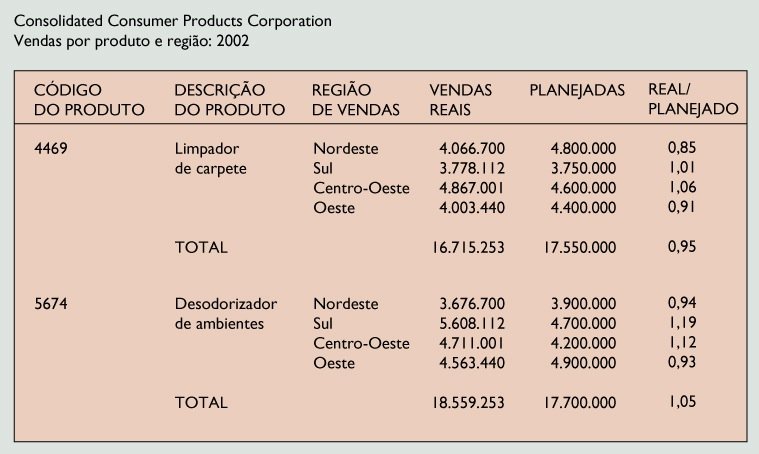 Consolidated Consumer Products Corporation
Vendas por produto e região: 2002
CÓDIGO DESCRIÇÃO REGIÃO VENDAS PLANEJADAS REAL/
DO PRODUTO DO PRODUTO DE VENDAS REAIS PLANEJADO
4469 Limpador Nordeste 4.066.700 4.800.000 0,85
de carpete Sul 3.778.112 3.750.000 1,01
Centro-Oeste 4.867.001 4.600.000 1,06
Oeste 4.003.440 4.400.000 0,91
TOTAL 16.715.253 17.550.000 0,95
5674 Desodorizador Nordeste 3.676.700 3.900.000 0,94
de ambientes Sul 5.608.112 4.700.000 1,19
Centro-Oeste 4.711.001 4.200.000 1,12
Oeste 4.563.440 4.900.000 0,93
TOTAL 18.559.253 17.700.000 1,05